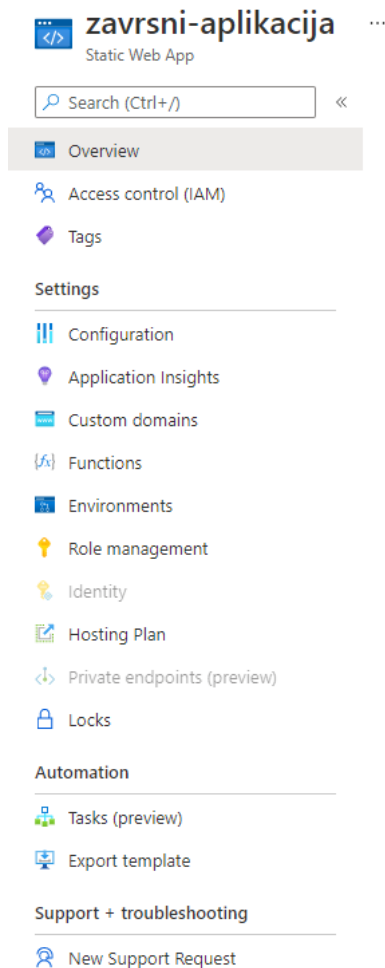 zavrsni-aplikacija ...
Static Web App
Search (Ctrl+/) «
Overview
Access control (IAM)
Tags
Settings
Configuration
Application Insights
Custom domains
Functions
Environments
Role management
Identity
Hosting Plan
Private endpoints (preview)
Locks
Automation
Tasks (preview)
Export template
Support + troubleshooting
New Support Request